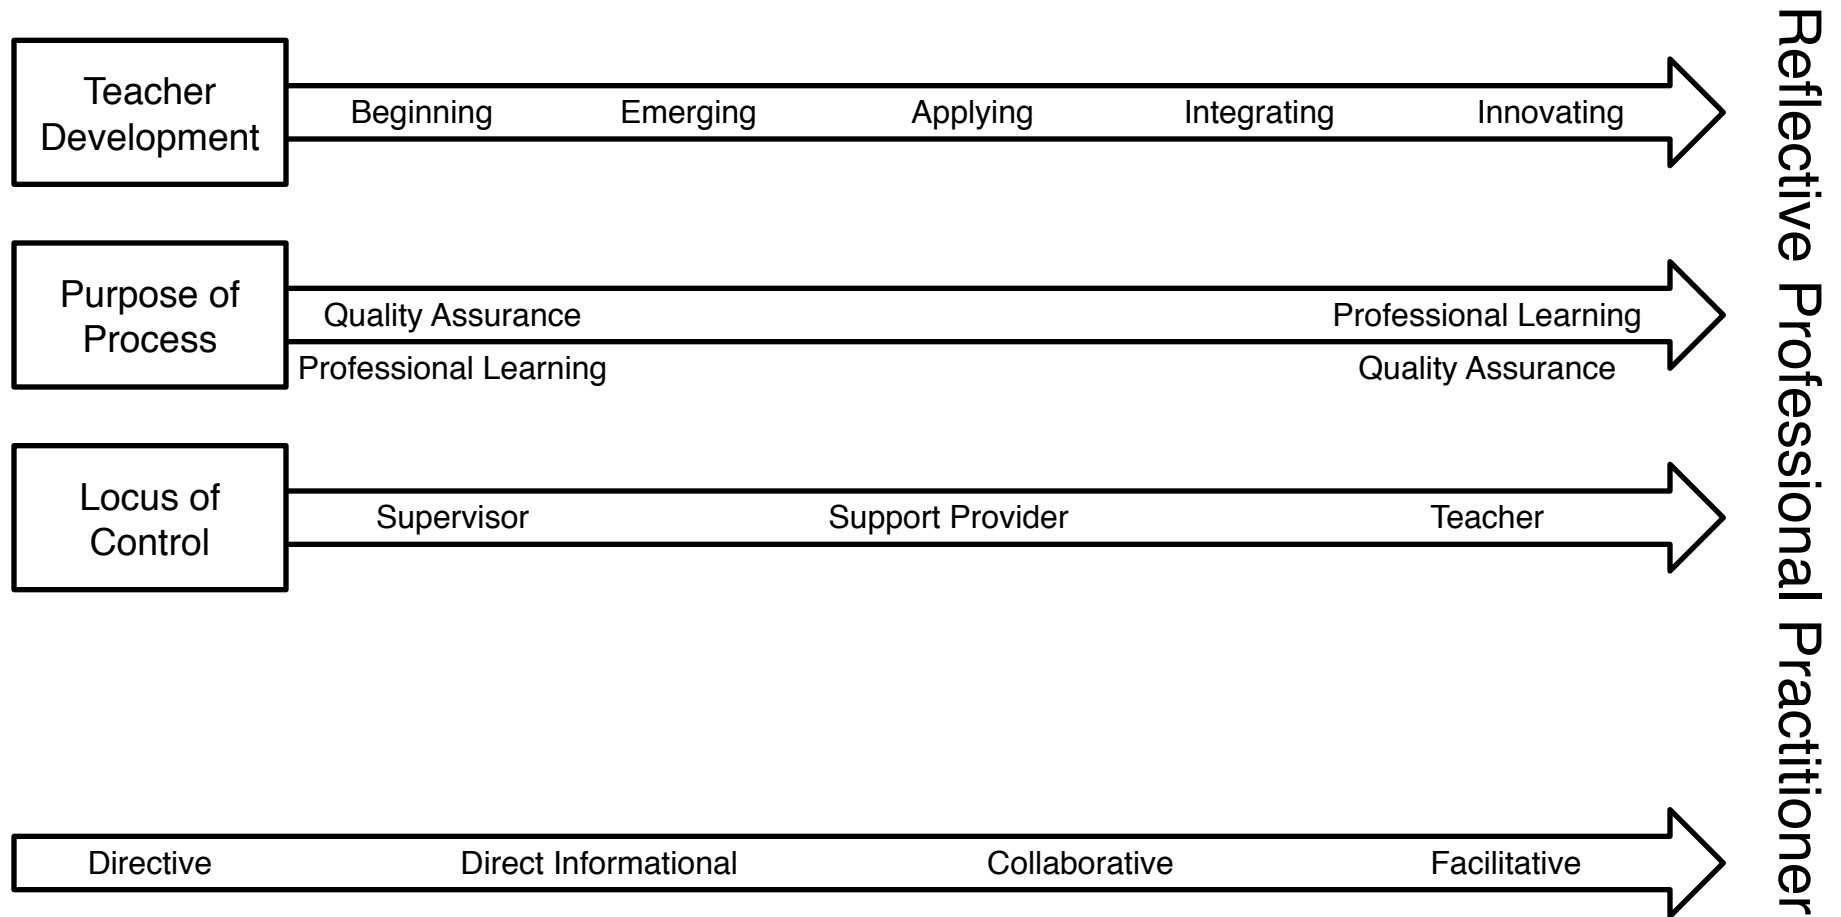 Teacher
Development
Beginning Emerging Applying Integrating Innovating
Purpose of
Process
Quality Assurance Professional Learning
Professional Learning Quality Assurance
Locus of
Control
Supervisor Support Provider Teacher
Directive Direct Informational Collaborative Facilitative
Reflective Professional Practitioner